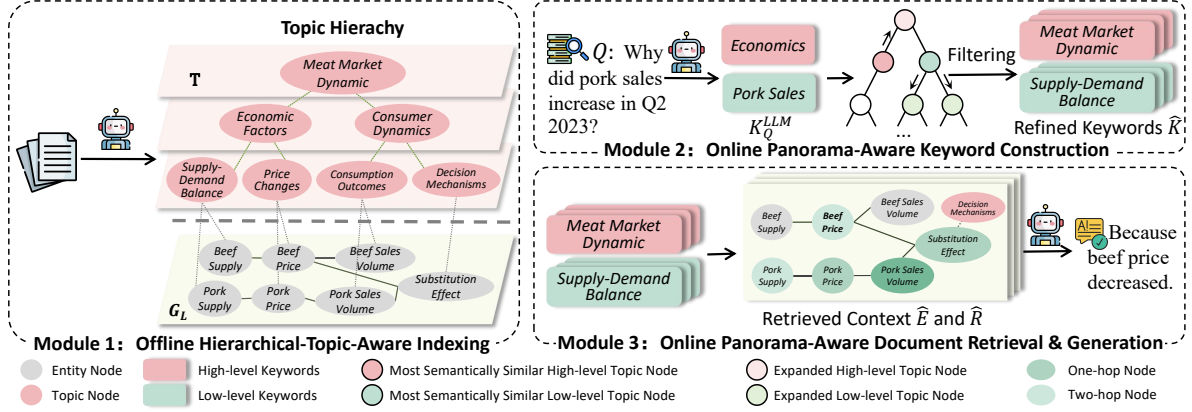 Topic Hierachy
T
Meat Market
Dynamic
Economic
Factors
Consumer
Dynamics
Supply-
Demand
Balance
Price
Changes
Consumption
Outcomes
Decision
Mechanisms
Beef
Supply
Beef
Price
Beef Sales
Volume
Substitution
Effect
Pork
Supply
Pork
Price
Pork Sales
Volume
G_L
Module 1: Offline Hierarchical-Topic-Aware Indexing
Q: Why
did pork sales
increase in Q2
2023?
Economics
Pork Sales
K_Q^LLM
...
Filtering
Meat Market
Dynamic
Supply-Demand
Balance
Refined Keywords K̂
Module 2: Online Panorama-Aware Keyword Construction
Meat Market
Dynamic
Supply-Demand
Balance
Beef
Supply
Beef
Price
Beef Sales
Volume
Decision
Mechanisms
Substitution
Effect
Pork
Supply
Pork
Price
Pork Sales
Volume
Retrieved Context Ê and R̂
AI
Because
beef price
decreased.
Module 3: Online Panorama-Aware Document Retrieval & Generation
Entity Node
High-level Keywords
Most Semantically Similar High-level Topic Node
Expanded High-level Topic Node
One-hop Node
Topic Node
Low-level Keywords
Most Semantically Similar Low-level Topic Node
Expanded Low-level Topic Node
Two-hop Node